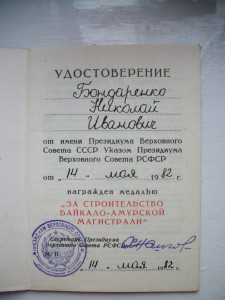 УДОСТОВЕРЕНИЕ
Бондаренко
Николай
Иванович
от имени Президиума Верховного
Совета СССР Указом Президиума
Верховного Совета РСФСР
от „14" мая 1982 г.
награжден медалью
„ЗА СТРОИТЕЛЬСТВО
БАЙКАЛО-АМУРСКОЙ
МАГИСТРАЛИ"
Секретарь Президиума
Верховного Совета РСФСР
М/П
„14" мая 1982 г.